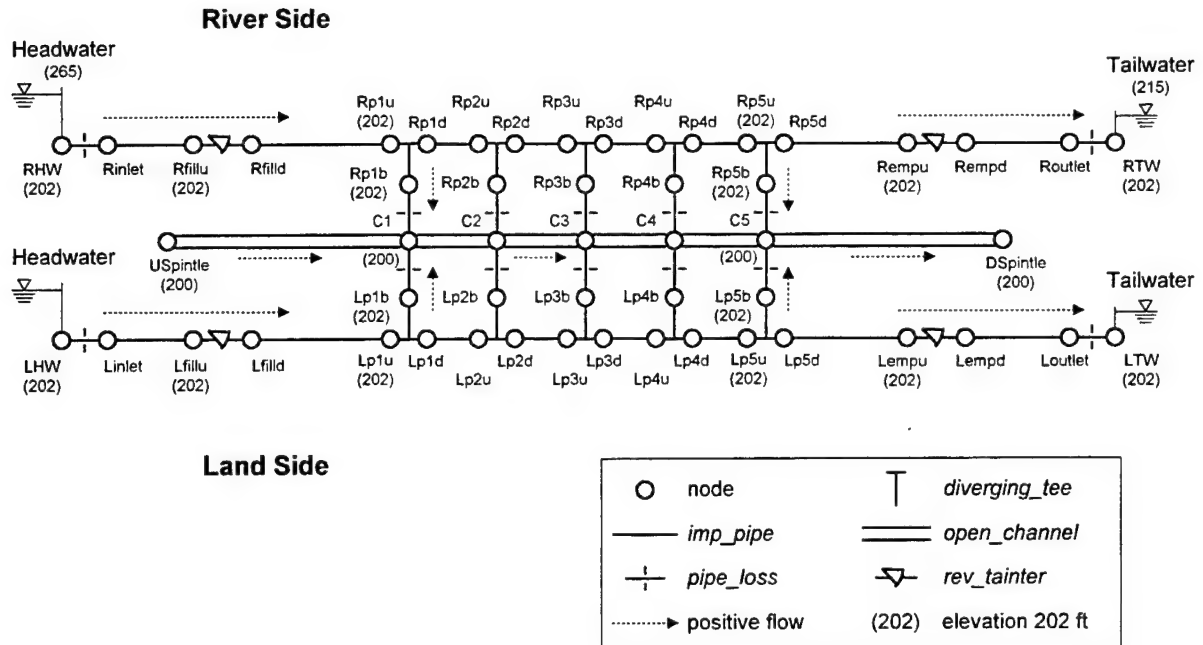 River Side
Headwater
(265)
Tailwater
(215)
Rp1u Rp2u Rp3u Rp4u Rp5u
(202) Rp1d Rp2d Rp3d Rp4d (202) Rp5d
RHW Rinlet Rfillu Rfilld Rempu Rempd Routlet RTW
(202) (202) (202) (202)
Rp1b Rp2b Rp3b Rp4b Rp5b
(202) (202)
C1 C2 C3 C4 C5
Headwater
USpintle (200) (200) DSpintle
(200) (200)
Tailwater
Lp1b Lp2b Lp3b Lp4b Lp5b
(202) (202)
LHW Linlet Lfillu Lfilld Lp1u Lp1d Lp2d Lp3d Lp4d Lp5u Lp5d Lempu Lempd Loutlet LTW
(202) (202) (202) Lp2u Lp3u Lp4u (202) (202) (202)
Land Side
node diverging_tee
imp_pipe open_channel
pipe_loss rev_tainter
positive flow (202) elevation 202 ft